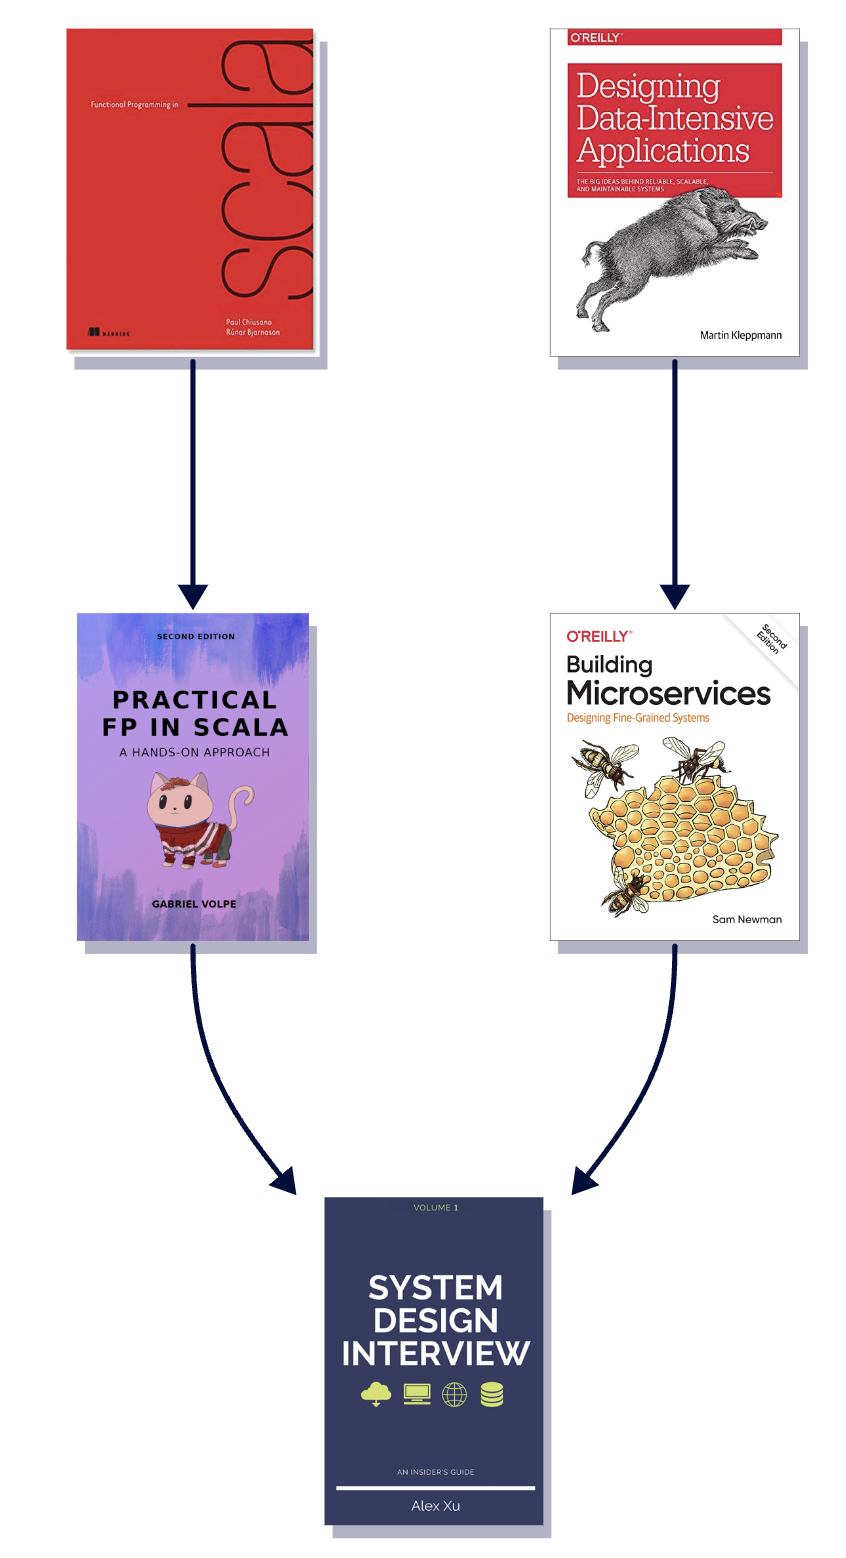 Functional Programming in
scala
Paul Chiusano
Rúnar Bjarnason
MANNING
O'REILLY®
Designing
Data-Intensive
Applications
THE BIG IDEAS BEHIND RELIABLE, SCALABLE,
AND MAINTAINABLE SYSTEMS
Martin Kleppmann
SECOND EDITION
PRACTICAL
FP IN SCALA
A HANDS-ON APPROACH
GABRIEL VOLPE
O'REILLY®
Second
Edition
Building
Microservices
Designing Fine-Grained Systems
Sam Newman
VOLUME 1
SYSTEM
DESIGN
INTERVIEW
AN INSIDER'S GUIDE
Alex Xu